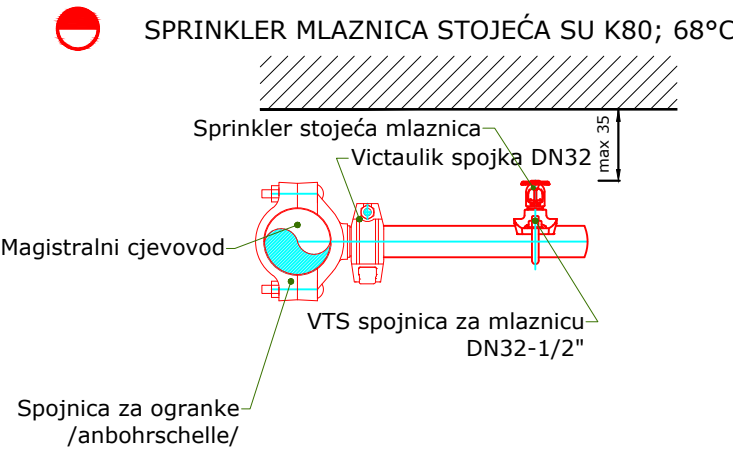 SPRINKLER MLAZNICA STOJEĆA SU K80; 68°C
Sprinkler stojeća mlaznica
max 35
Victaulik spojka DN32
Magistralni cjevovod
VTS spojnica za mlaznicu
DN32-1/2"
Spojnica za ogranke
/anbohrschelle/